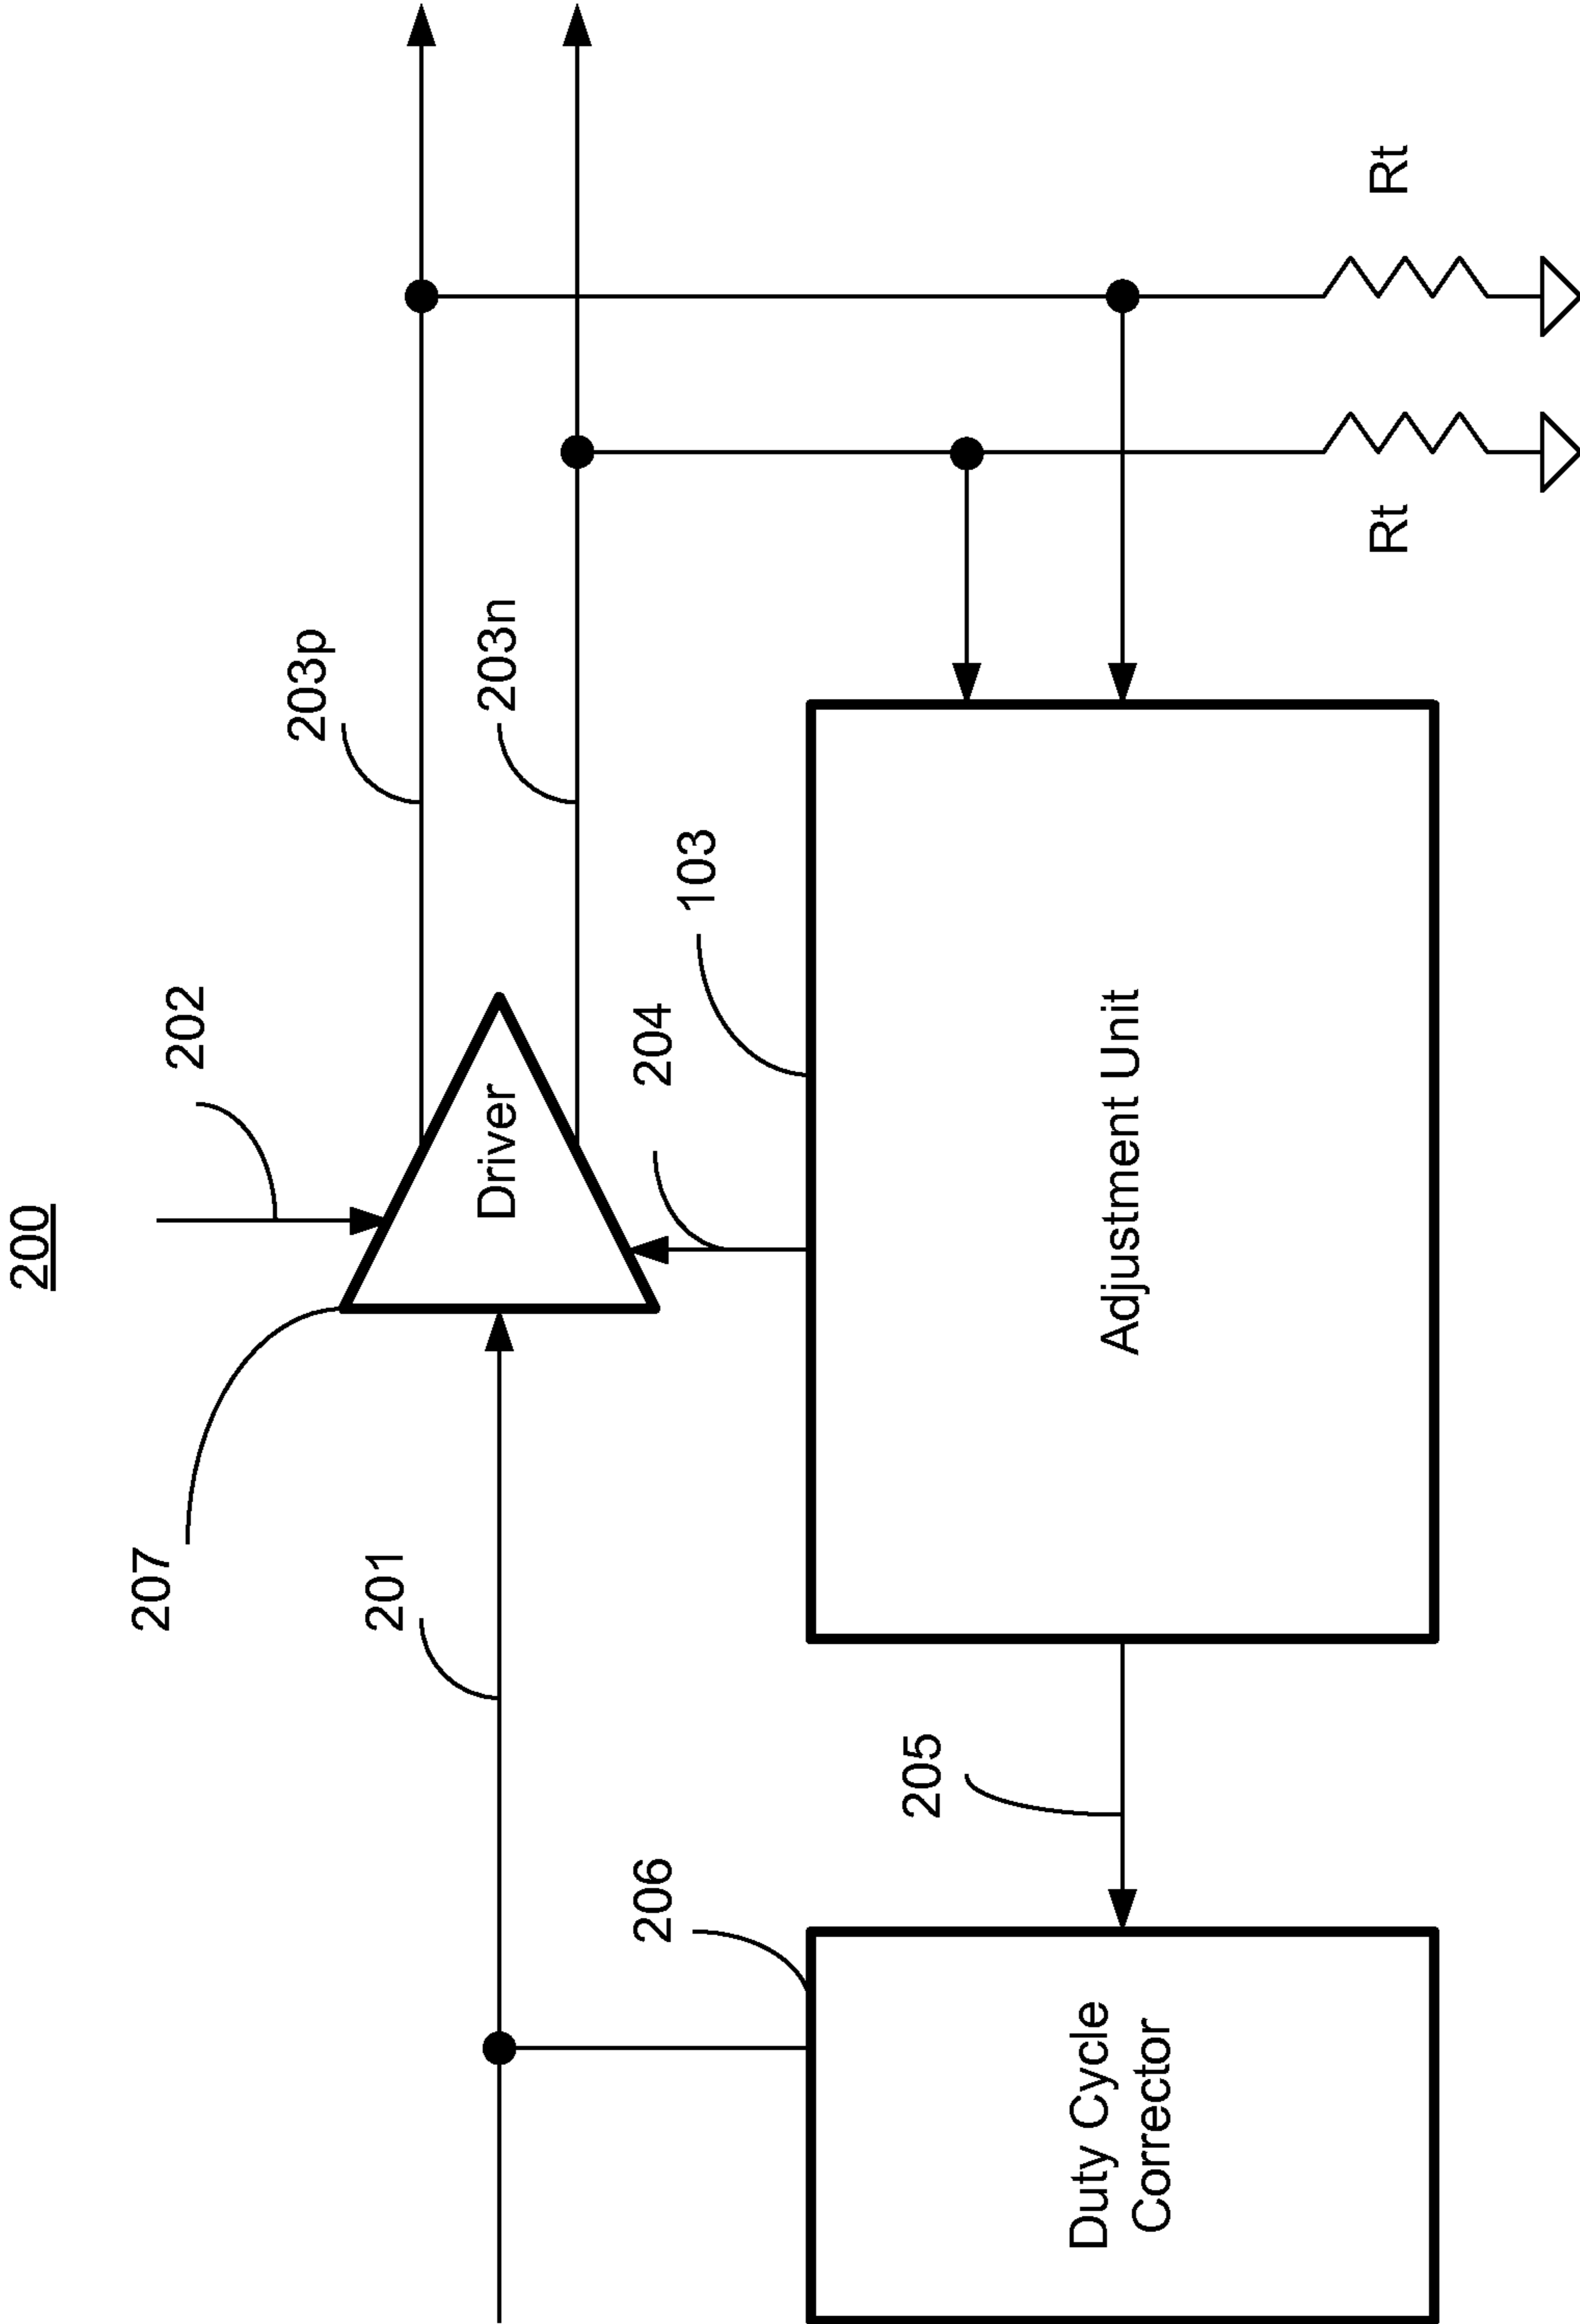 200
202
207
203p
201
203n
Driver
204
206
103
205
Duty Cycle
Corrector
Adjustment Unit
Rt
Rt